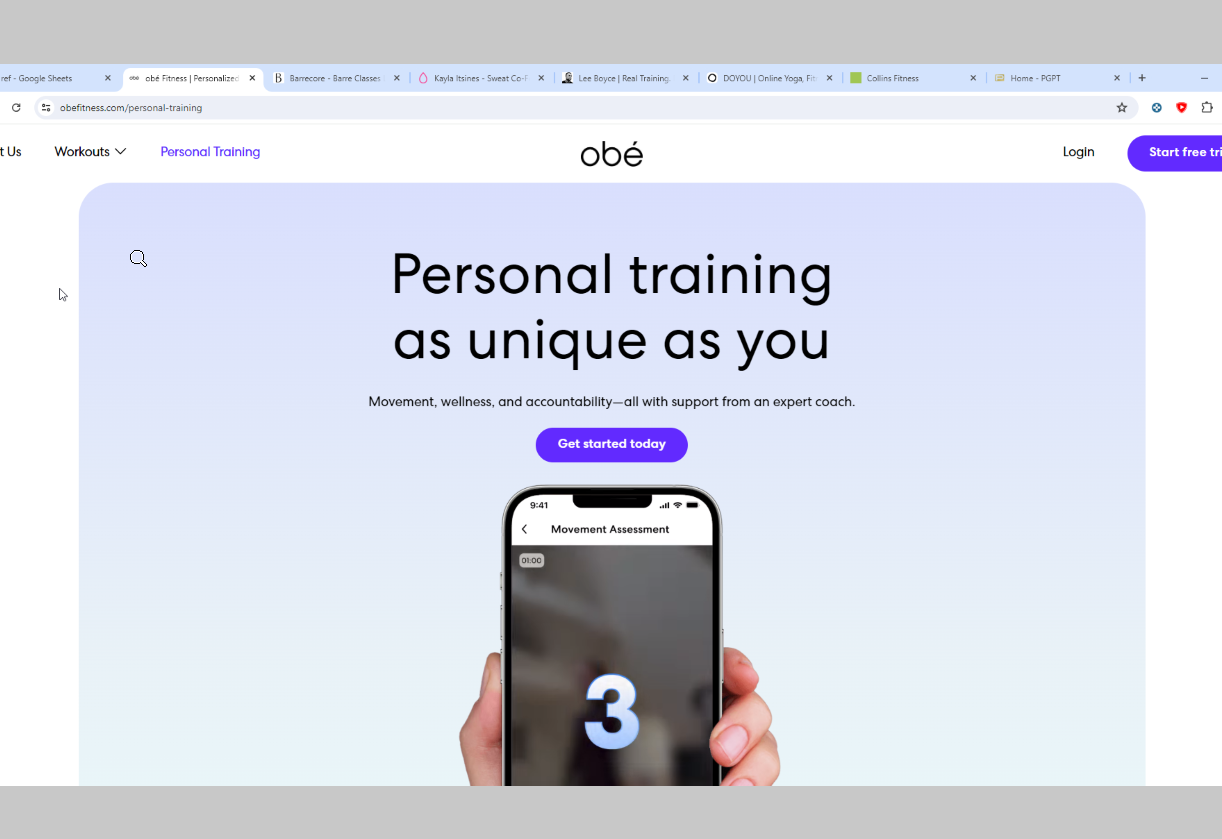 ref - Google Sheets
obé Fitness | Personalized
Barrecore - Barre Classes
Kayla Itsines - Sweat Co-F
Lee Boyce | Real Training.
DOYOU | Online Yoga, Fit
Collins Fitness
Home - PGPT
obefitness.com/personal-training
t Us
Workouts
Personal Training
obé
Login
Start free tri
Personal training
as unique as you
Movement, wellness, and accountability—all with support from an expert coach.
Get started today
9:41
Movement Assessment
01:00
3